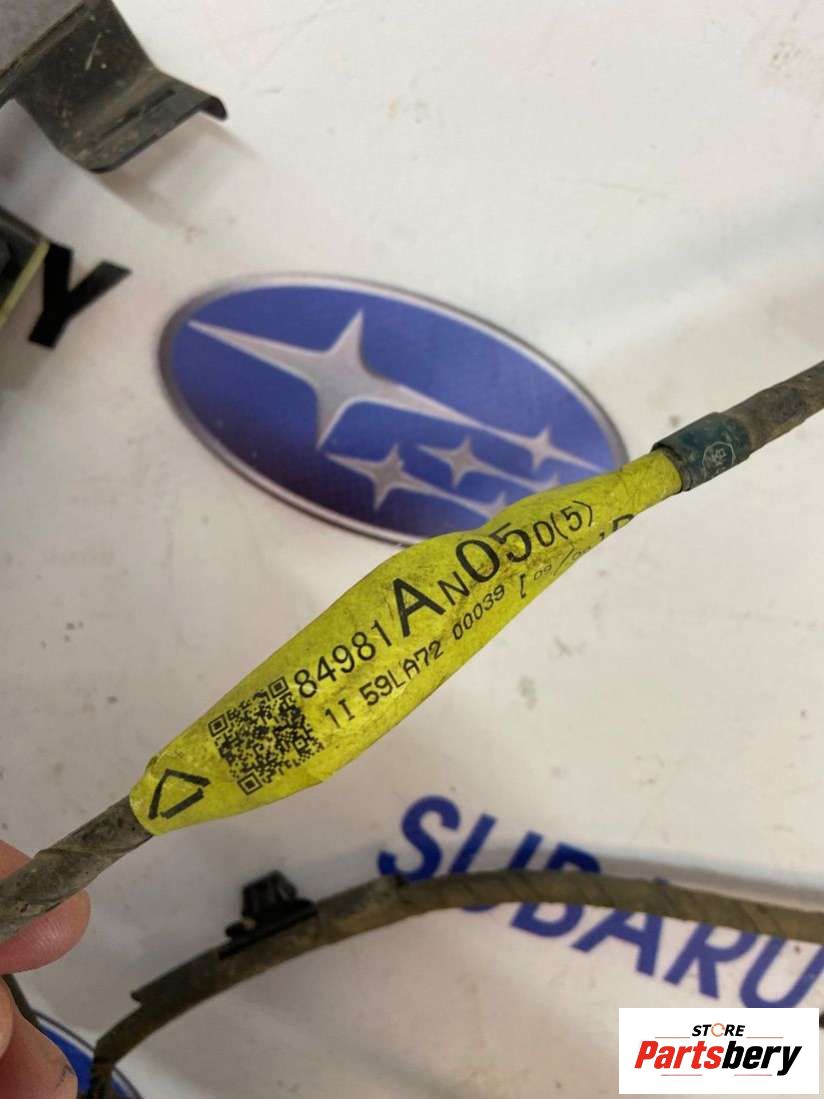 84981AN050(5)
1I 59LA72 00039
SUBARU
STORE
Partsbery